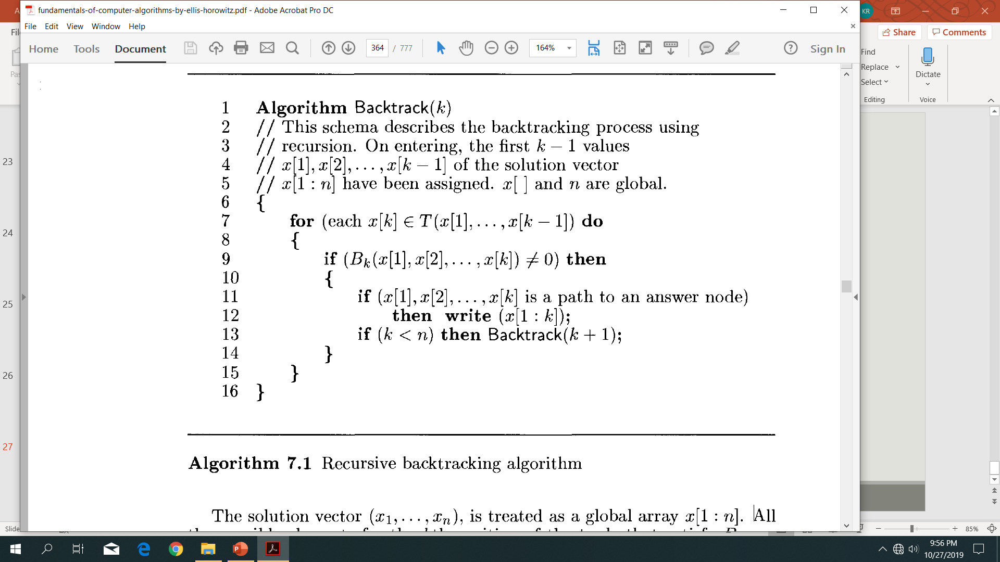 fundamentals-of-computer-algorithms-by-ellis-horowitz.pdf - Adobe Acrobat Pro DC
KR
File Edit View Window Help
Share Comments
Home Tools Document 364 / 777 164% Sign In
Find
Replace
Select
Editing
Dictate
Voice
1 Algorithm Backtrack(k)
2 // This schema describes the backtracking process using
3 // recursion. On entering, the first k − 1 values
4 // x[1], x[2], . . . , x[k − 1] of the solution vector
5 // x[1 : n] have been assigned. x[ ] and n are global.
6 {
7 for (each x[k] ∈ T(x[1], . . . , x[k − 1]) do
8 {
9 if (Bk(x[1], x[2], . . . , x[k]) ≠ 0) then
10 {
11 if (x[1], x[2], . . . , x[k] is a path to an answer node)
12 then write (x[1 : k]);
13 if (k < n) then Backtrack(k + 1);
14 }
15 }
16 }
Algorithm 7.1 Recursive backtracking algorithm
The solution vector (x1, . . . , xn), is treated as a global array x[1 : n]. All
23
24
25
26
27
Slide
85%
9:56 PM
10/27/2019